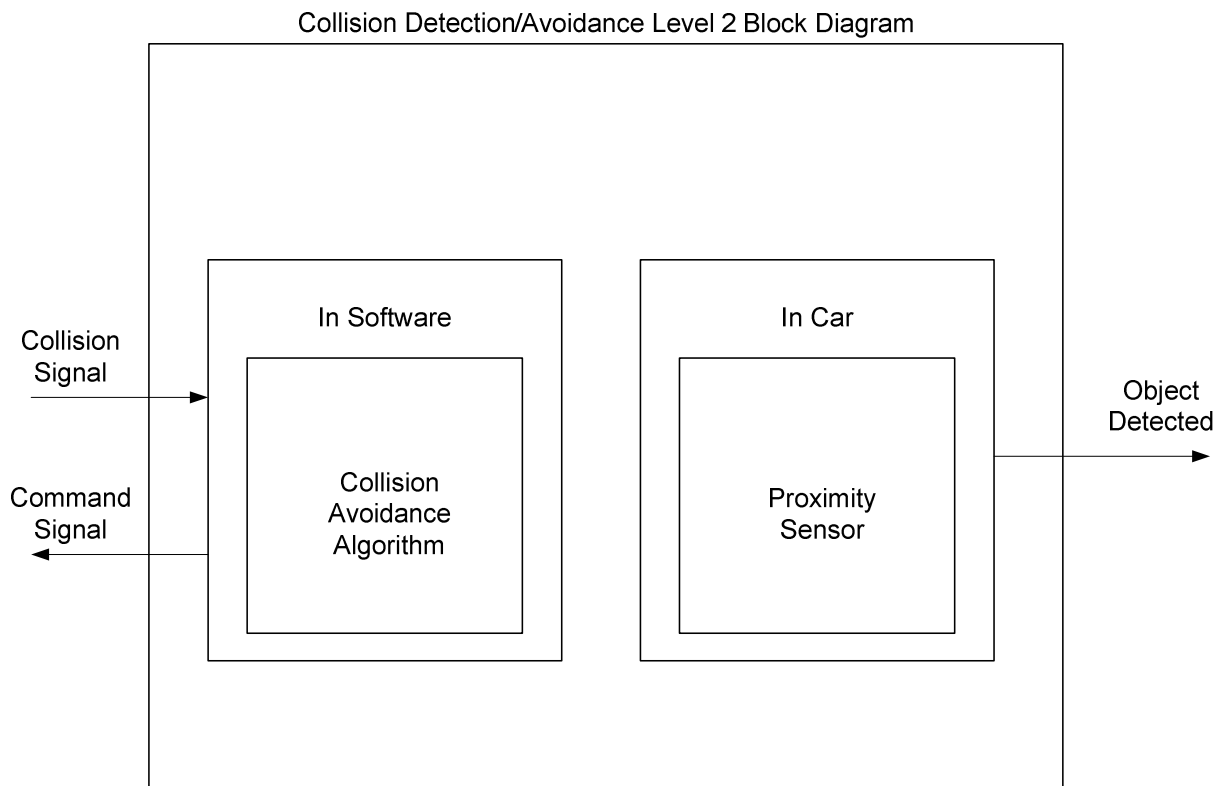 Collision Detection/Avoidance Level 2 Block Diagram
In Software
In Car
Collision
Signal
Object
Detected
Command
Signal
Collision
Avoidance
Algorithm
Proximity
Sensor